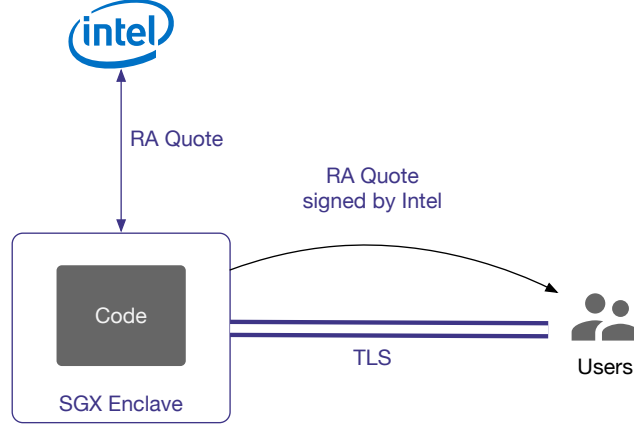 intel
RA Quote
RA Quote
signed by Intel
Code
TLS
Users
SGX Enclave